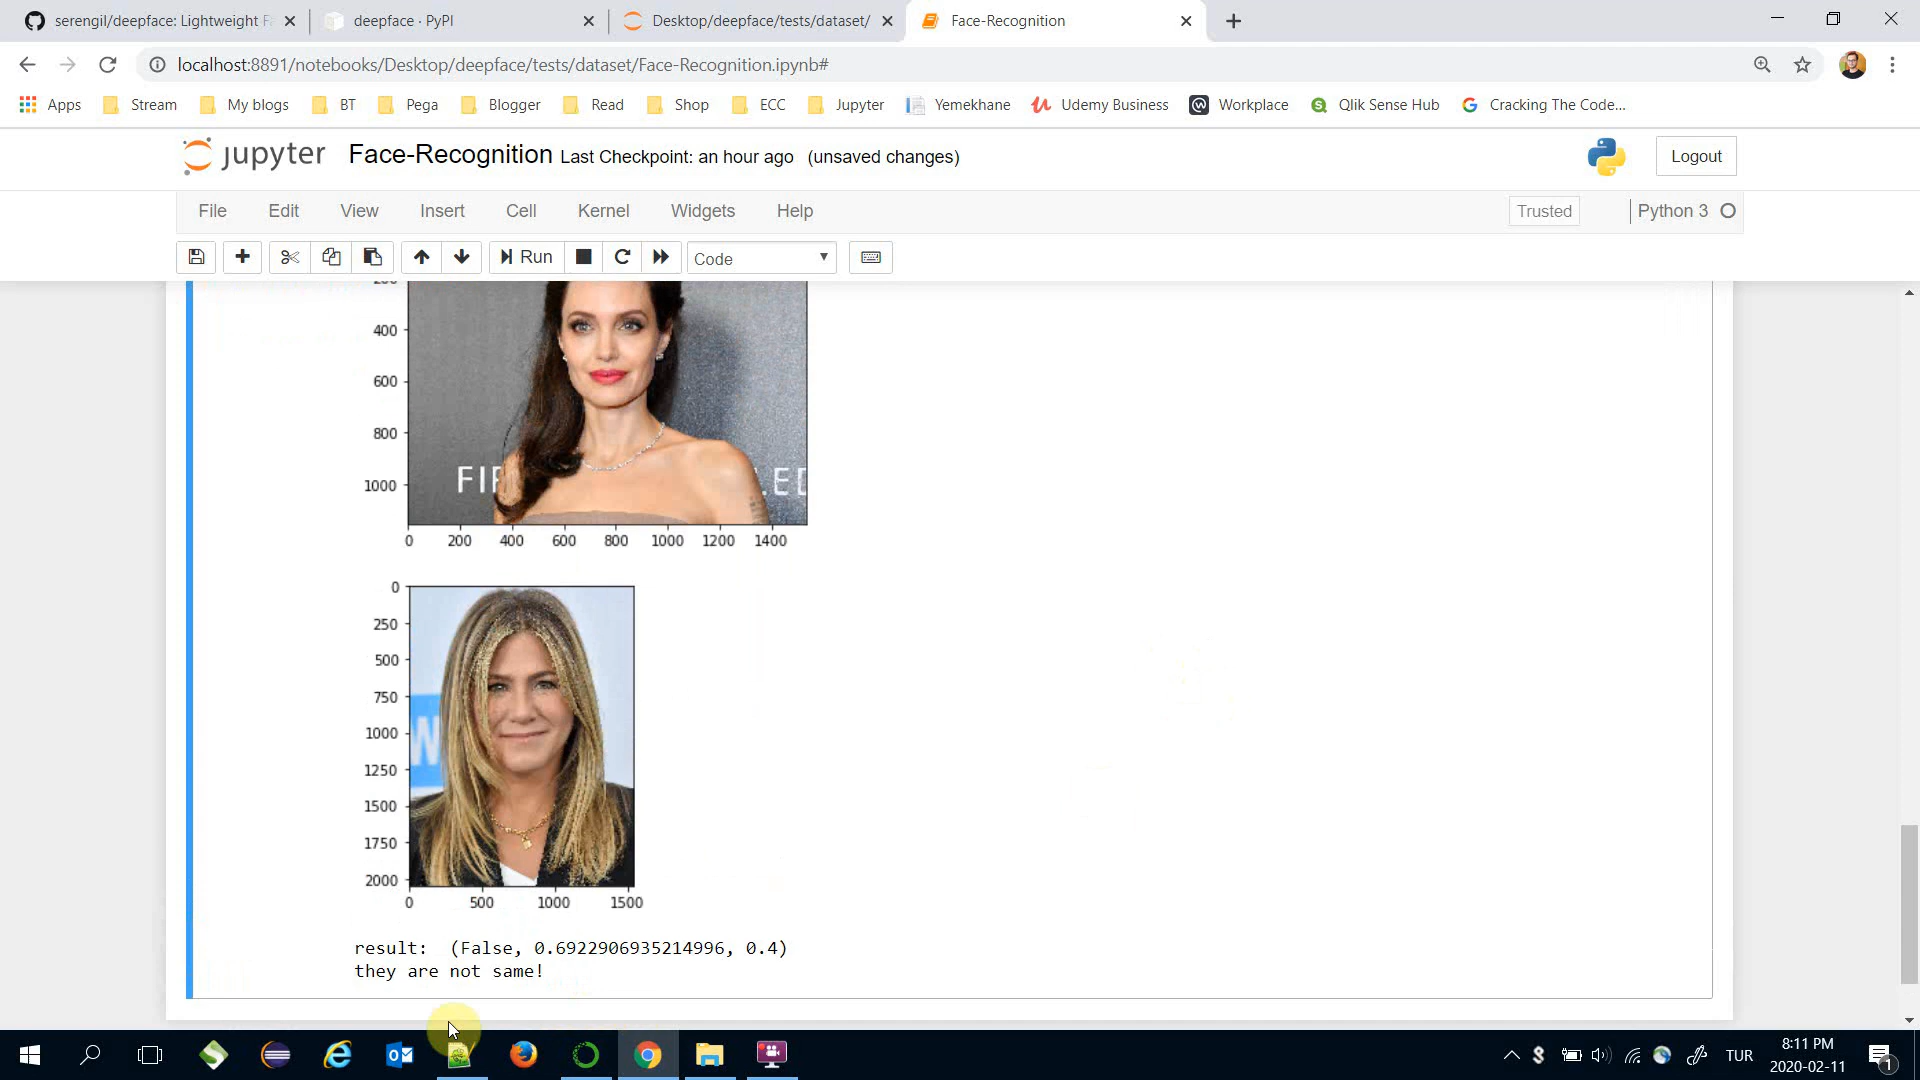 serengil/deepface: Lightweight F
deepface · PyPI
Desktop/deepface/tests/dataset/
Face-Recognition
localhost:8891/notebooks/Desktop/deepface/tests/dataset/Face-Recognition.ipynb#
Apps Stream My blogs BT Pega Blogger Read Shop ECC Jupyter Yemekhane Udemy Business Workplace Qlik Sense Hub Cracking The Code...
jupyter Face-Recognition Last Checkpoint: an hour ago (unsaved changes) Logout
File Edit View Insert Cell Kernel Widgets Help Trusted Python 3
Run Code
400
600
800
1000
FI
LED
0 200 400 600 800 1000 1200 1400
0
250
500
750
1000
1250
1500
1750
2000
W
0 500 1000 1500
result: (False, 0.6922906935214996, 0.4)
they are not same!
TUR
8:11 PM
2020-02-11
1